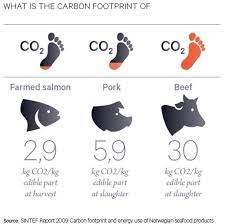 WHAT IS THE CARBON FOOTPRINT OF
CO2 CO2 CO2
Farmed salmon Pork Beef
2,9 5,9 30
kg CO2/kg kg CO2/kg kg CO2/kg
edible part edible part edible part
at harvest at slaughter at slaughter
Source: SINTEF Report 2009 Carbon footprint and energy use of Norwegian seafood products